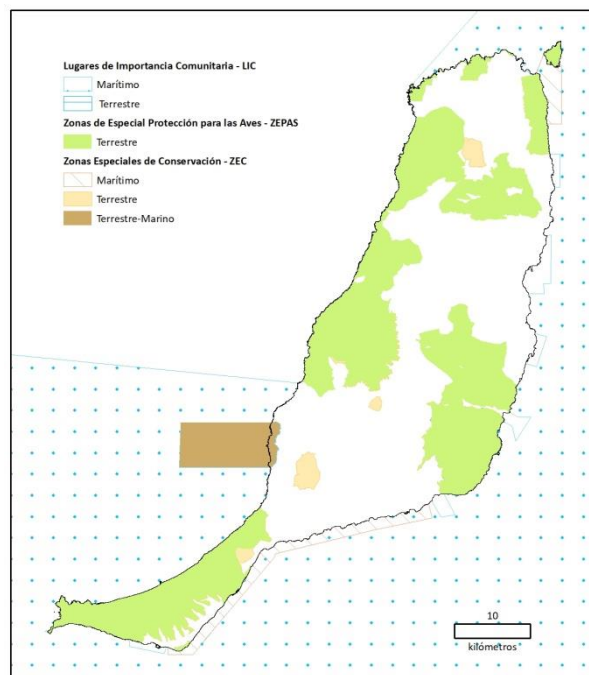 Lugares de Importancia Comunitaria - LIC
Marítimo
Terrestre
Zonas de Especial Protección para las Aves - ZEPAS
Terrestre
Zonas Especiales de Conservación - ZEC
Marítimo
Terrestre
Terrestre-Marino
10
kilómetros